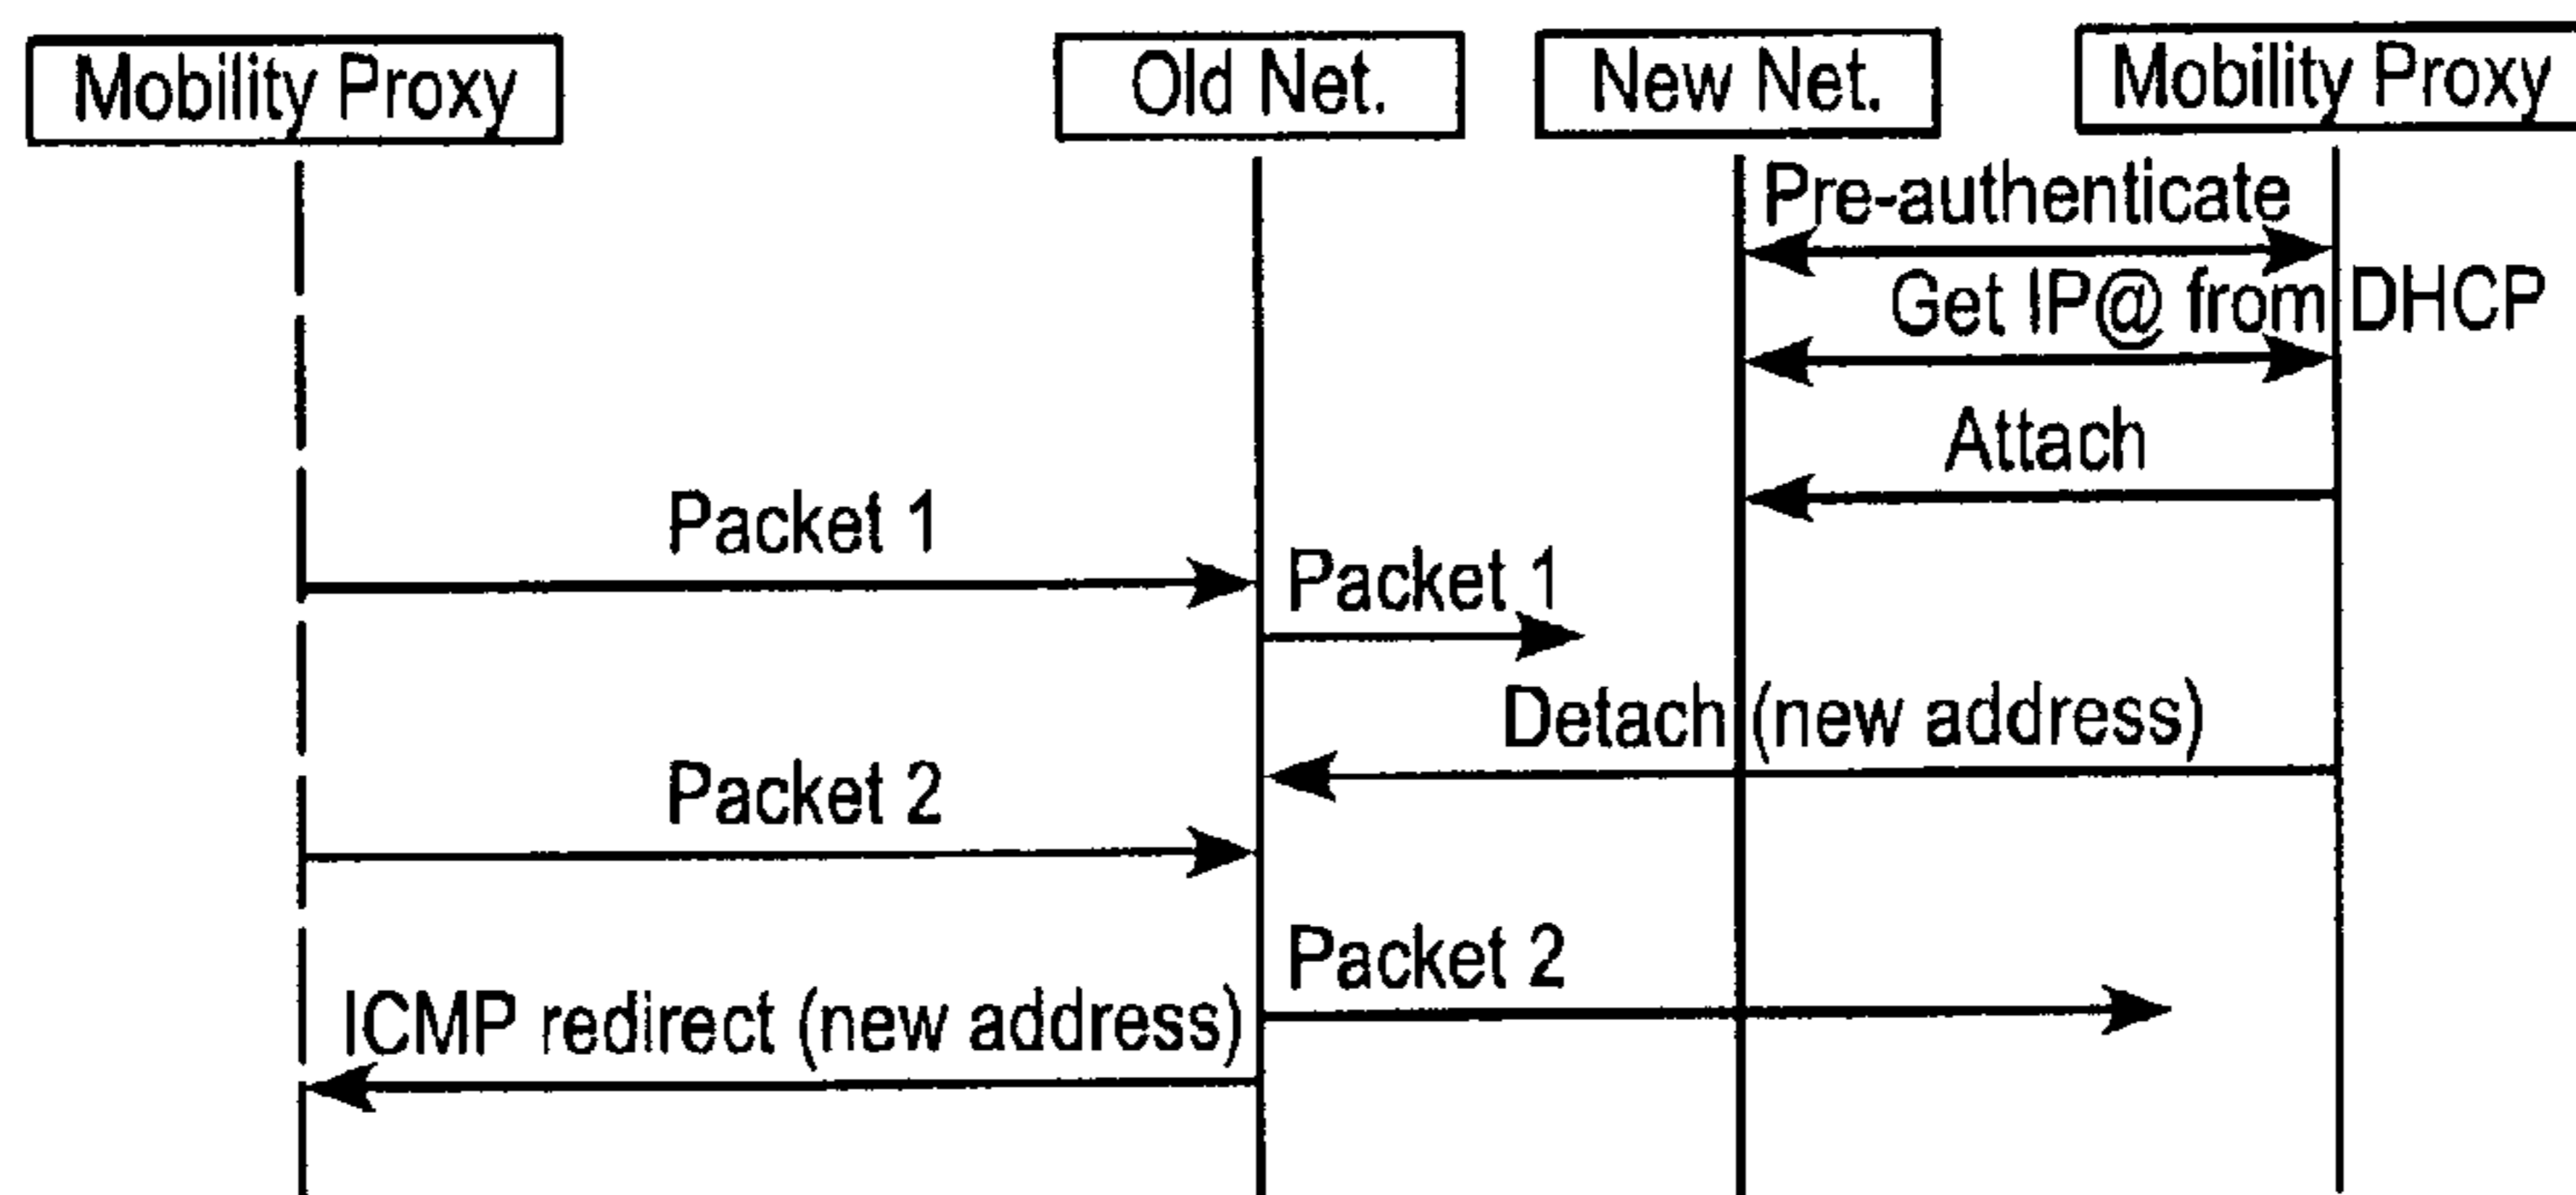 Mobility Proxy
Old Net.
New Net.
Mobility Proxy
Pre-authenticate
Get IP@ from DHCP
Attach
Packet 1
Packet 1
Detach (new address)
Packet 2
Packet 2
ICMP redirect (new address)